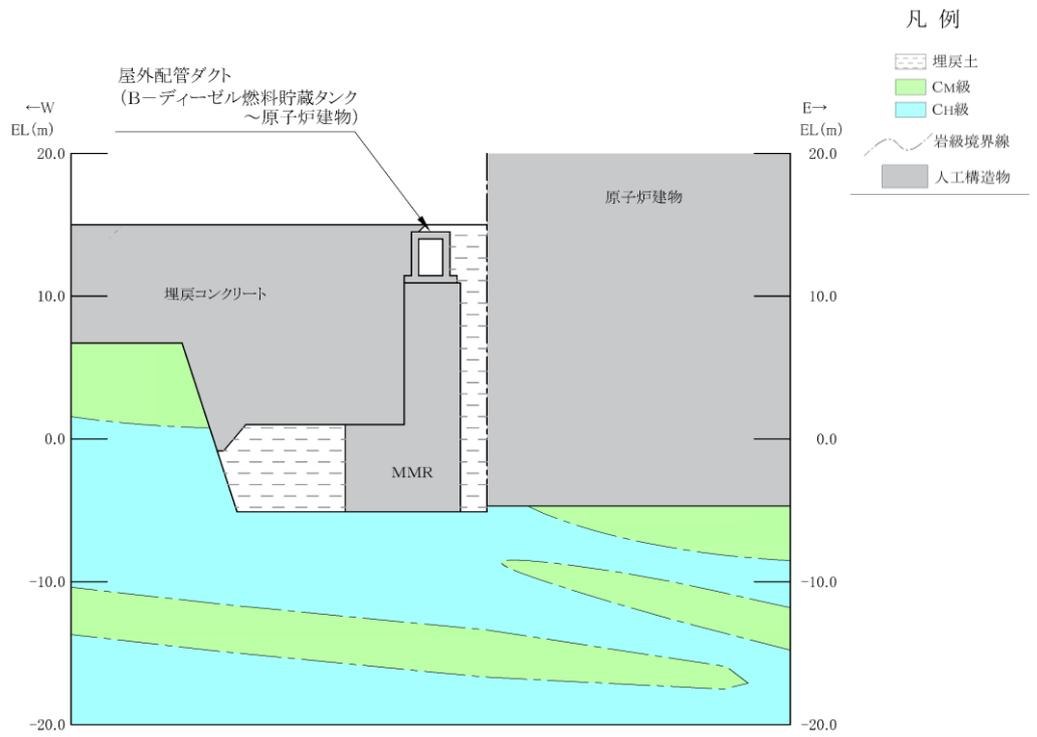 凡 例
埋戻土
CM級
CH級
岩級境界線
人工構造物
屋外配管ダクト
(B－ディーゼル燃料貯蔵タンク
～原子炉建物)
←W
EL(m)
E→
EL(m)
20.0
20.0
原子炉建物
埋戻コンクリート
10.0
10.0
0.0
0.0
MMR
-10.0
-10.0
-20.0
-20.0